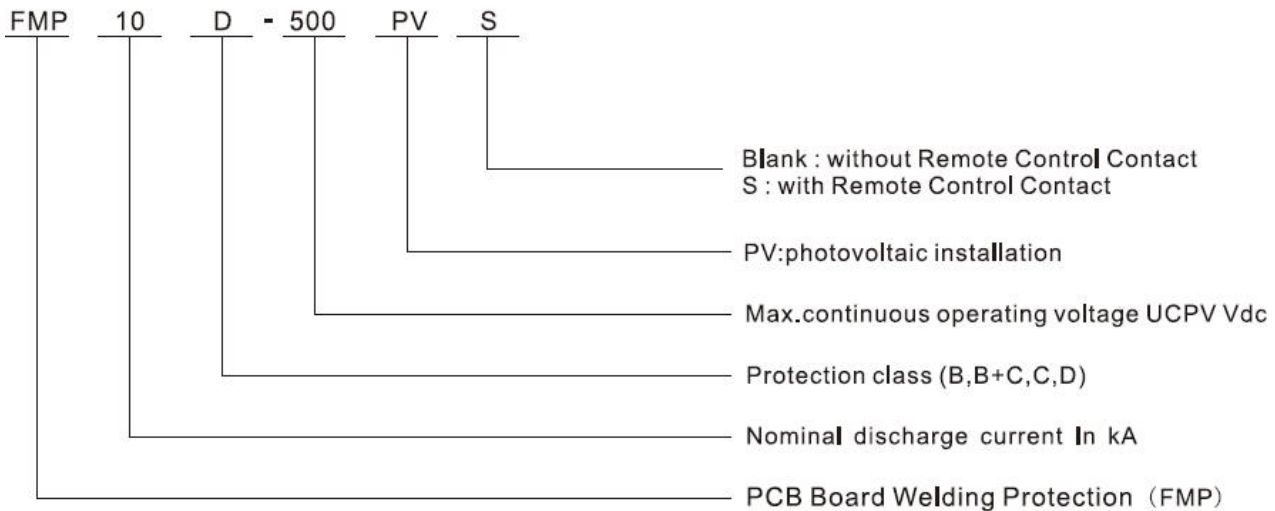 FMP 10 D - 500 PV S
Blank : without Remote Control Contact
S : with Remote Control Contact
PV:photovoltaic installation
Max.continuous operating voltage UCPV Vdc
Protection class (B,B+C,C,D)
Nominal discharge current In kA
PCB Board Welding Protection（FMP）